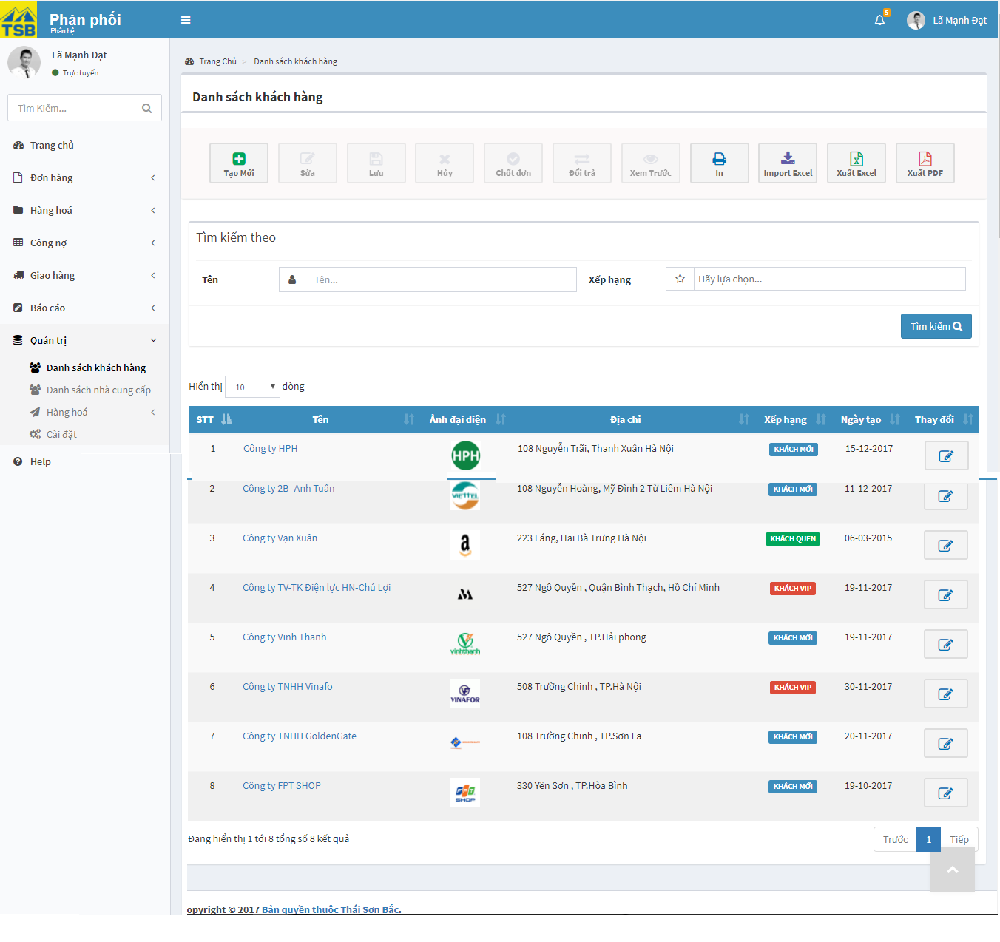 TSB
Phân phối
Phân hệ
5
Lã Mạnh Đạt
Lã Mạnh Đạt
Trực tuyến
Tìm Kiếm...
Trang chủ
Đơn hàng
Hàng hoá
Công nợ
Giao hàng
Báo cáo
Quản trị
Danh sách khách hàng
Danh sách nhà cung cấp
Hàng hoá
Cài đặt
Help
Trang Chủ > Danh sách khách hàng
Danh sách khách hàng
Tạo Mới Sửa Lưu Hủy Chốt đơn Đổi trả Xem Trước In Import Excel Xuất Excel Xuất PDF
Tìm kiếm theo
Tên Tên... Xếp hạng Hãy lựa chọn...
Tìm kiếm
Hiển thị 10 dòng
STT Tên Ảnh đại diện Địa chỉ Xếp hạng Ngày tạo Thay đổi
1 Công ty HPH HPH 108 Nguyễn Trãi, Thanh Xuân Hà Nội KHÁCH MỚI 15-12-2017
2 Công ty 2B -Anh Tuấn VIETTEL 108 Nguyễn Hoàng, Mỹ Đình 2 Từ Liêm Hà Nội KHÁCH MỚI 11-12-2017
3 Công ty Vạn Xuân a 223 Láng, Hai Bà Trưng Hà Nội KHÁCH QUEN 06-03-2015
4 Công ty TV-TK Điện lực HN-Chú Lợi 527 Ngô Quyền , Quận Bình Thạch, Hồ Chí Minh KHÁCH VIP 19-11-2017
5 Công ty Vinh Thanh vinhthanh 527 Ngô Quyền , TP.Hải phong KHÁCH MỚI 19-11-2017
6 Công ty TNHH Vinafo VINAFOR 508 Trường Chinh , TP.Hà Nội KHÁCH VIP 30-11-2017
7 Công ty TNHH GoldenGate 108 Trường Chinh , TP.Sơn La KHÁCH MỚI 20-11-2017
8 Công ty FPT SHOP FPT SHOP 330 Yên Sơn , TP.Hòa Bình KHÁCH MỚI 19-10-2017
Đang hiển thị 1 tới 8 tổng số 8 kết quả
Trước 1 Tiếp
opyright © 2017 Bản quyền thuộc Thái Sơn Bắc.